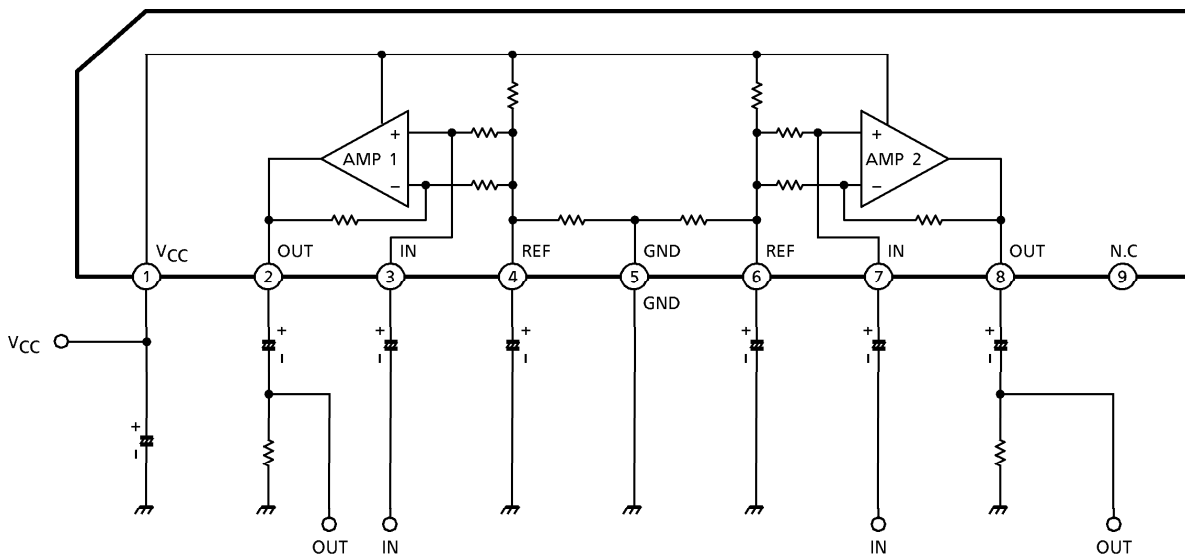 +
AMP 1
−
+
AMP 2
−
VCC
OUT
IN
REF
GND
REF
IN
OUT
N.C
1
2
3
4
5
6
7
8
9
GND
VCC
+
−
+
−
+
−
+
−
+
−
+
−
+
−
OUT
IN
IN
OUT